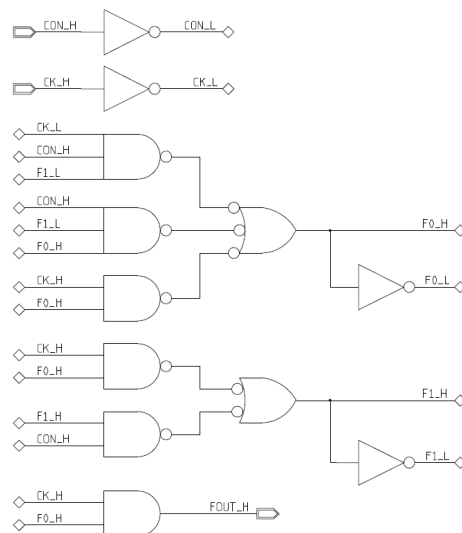 CON_H CON_L
CK_H CK_L
CK_L
CON_H
F1_L
CON_H
F1_L
F0_H
F0_H
F0_L
CK_H
F0_H
CK_H
F0_H
F1_H
F1_H
CON_H
F1_L
CK_H
F0_H
FOUT_H